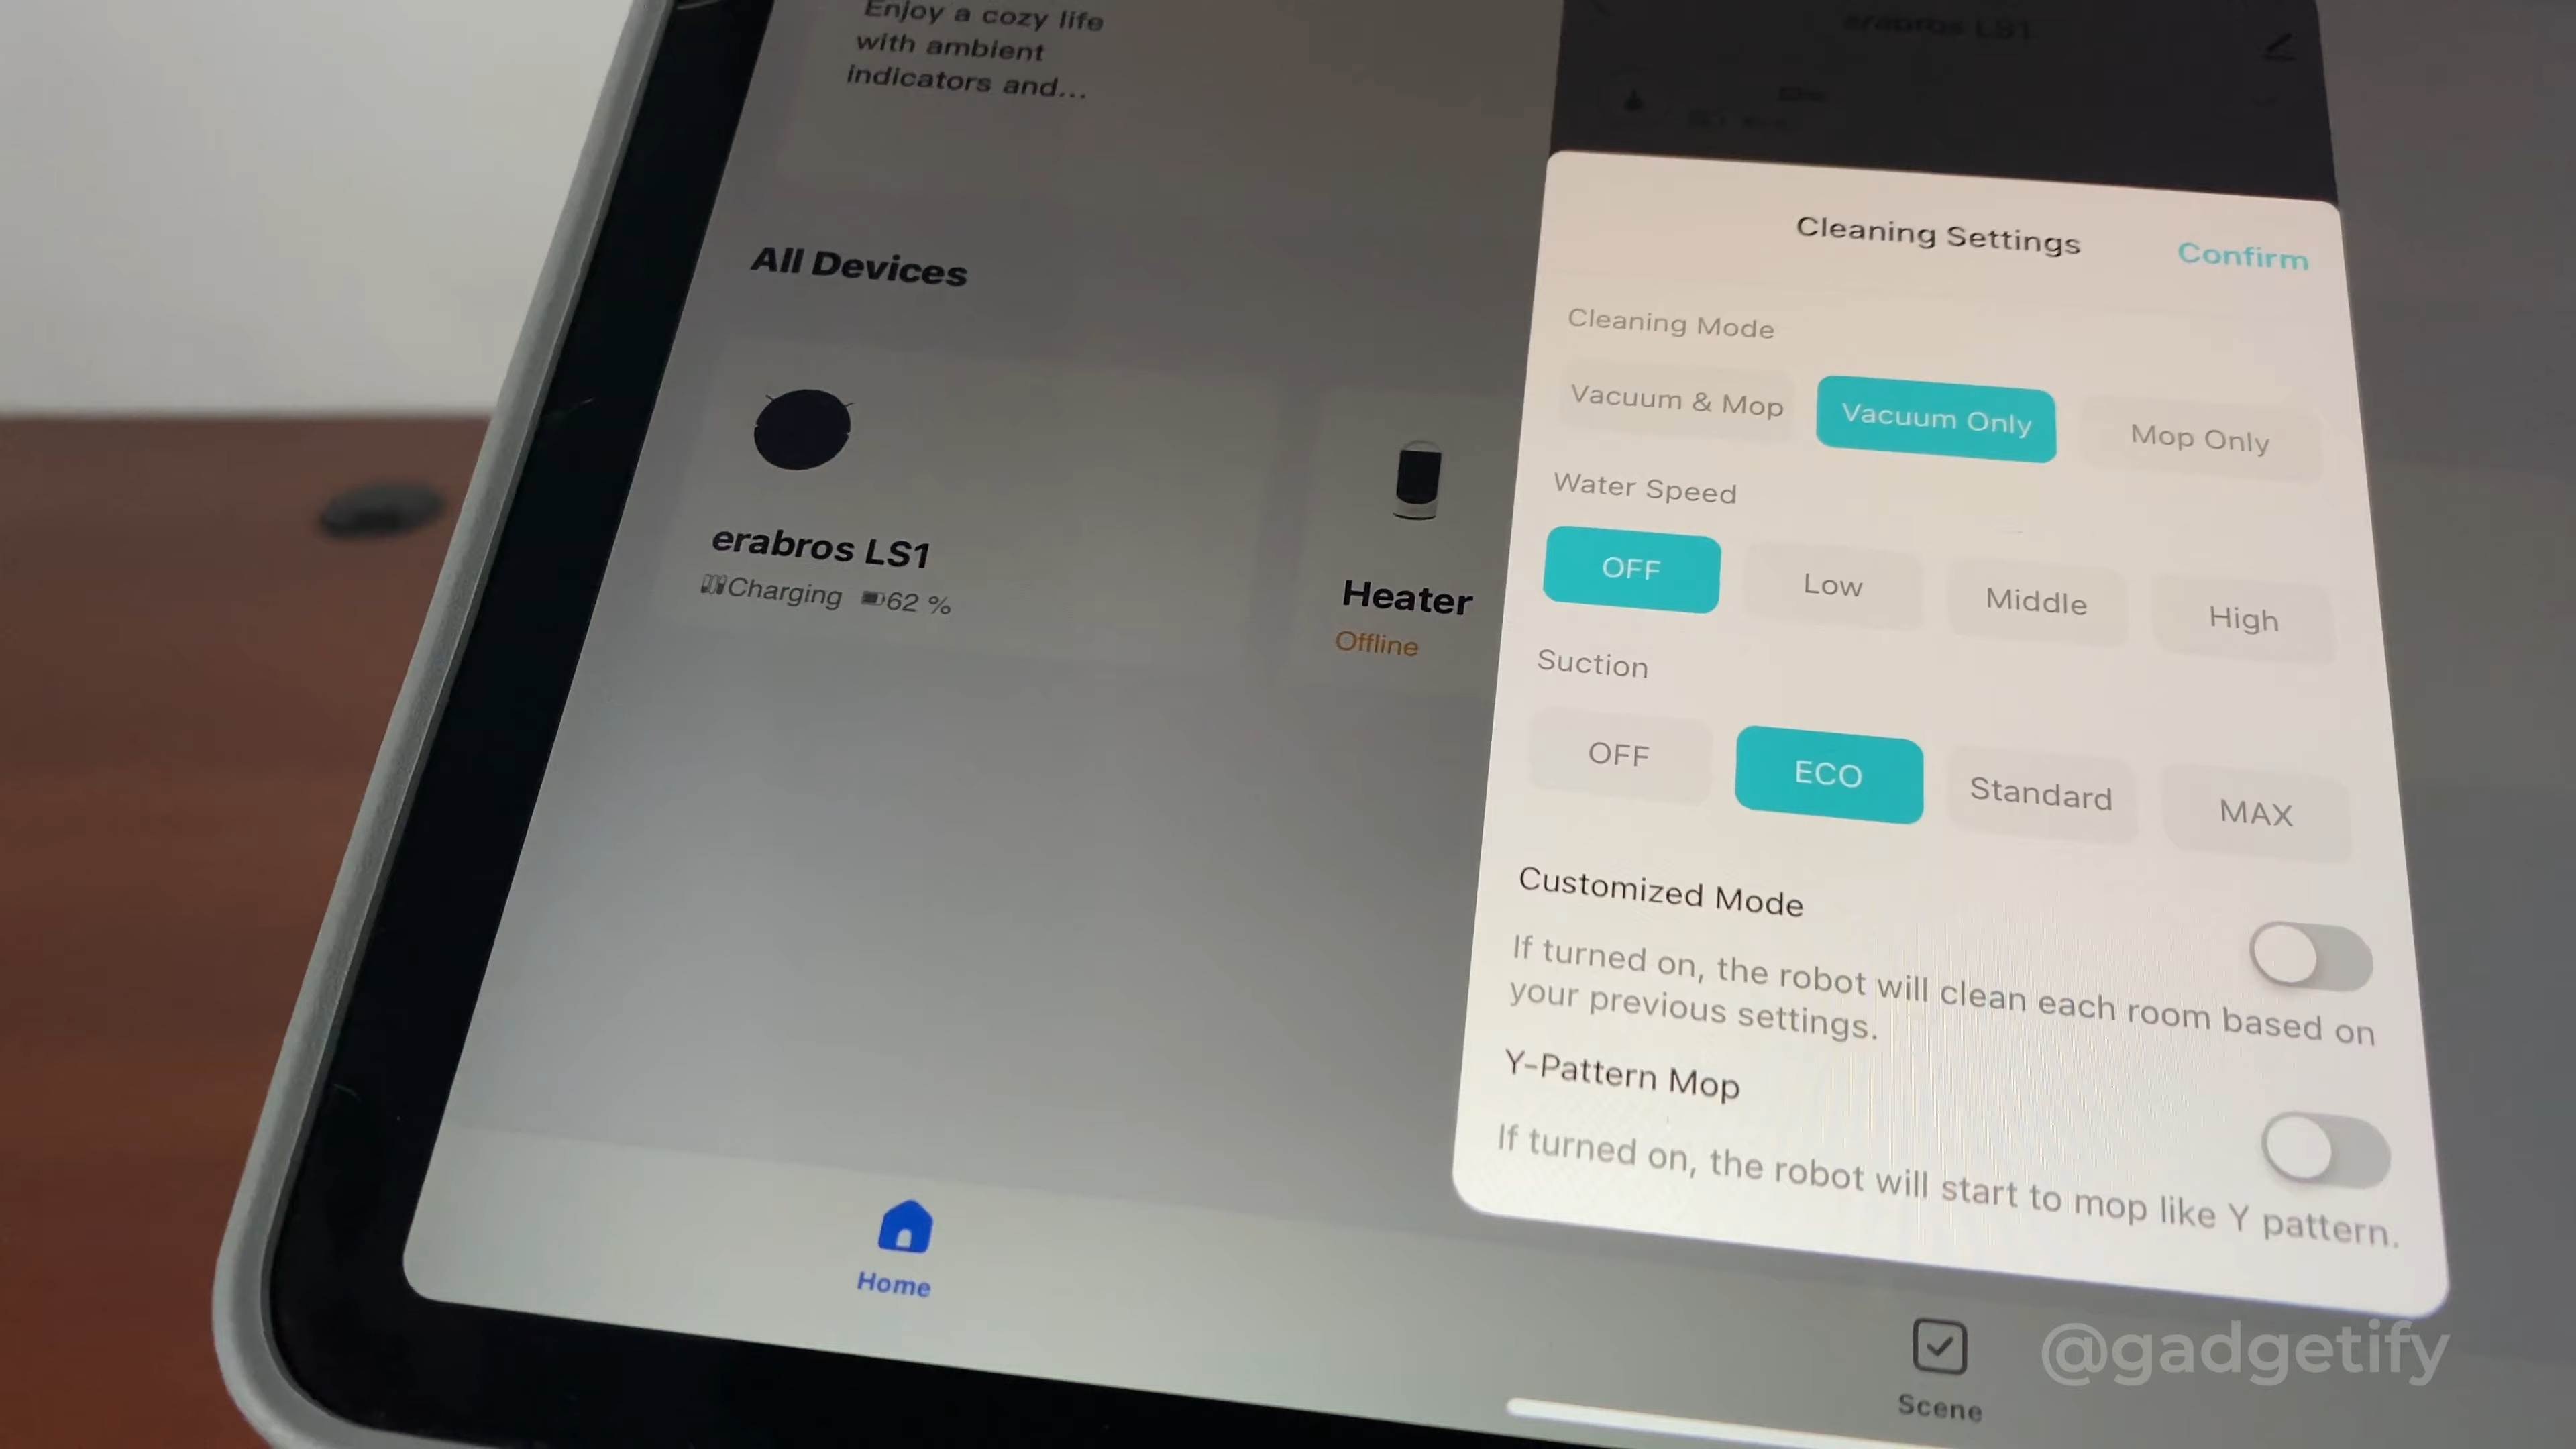 Enjoy a cozy life
with ambient
indicators and...
All Devices
erabros LS1
Charging 62 %
Heater
Offline
Home
erabros LS1
Cleaning Settings
Confirm
Cleaning Mode
Vacuum & Mop
Vacuum Only
Mop Only
Water Speed
OFF
Low
Middle
High
Suction
OFF
ECO
Standard
MAX
Customized Mode
If turned on, the robot will clean each room based on
your previous settings.
Y-Pattern Mop
If turned on, the robot will start to mop like Y pattern.
Scene
@gadgetify